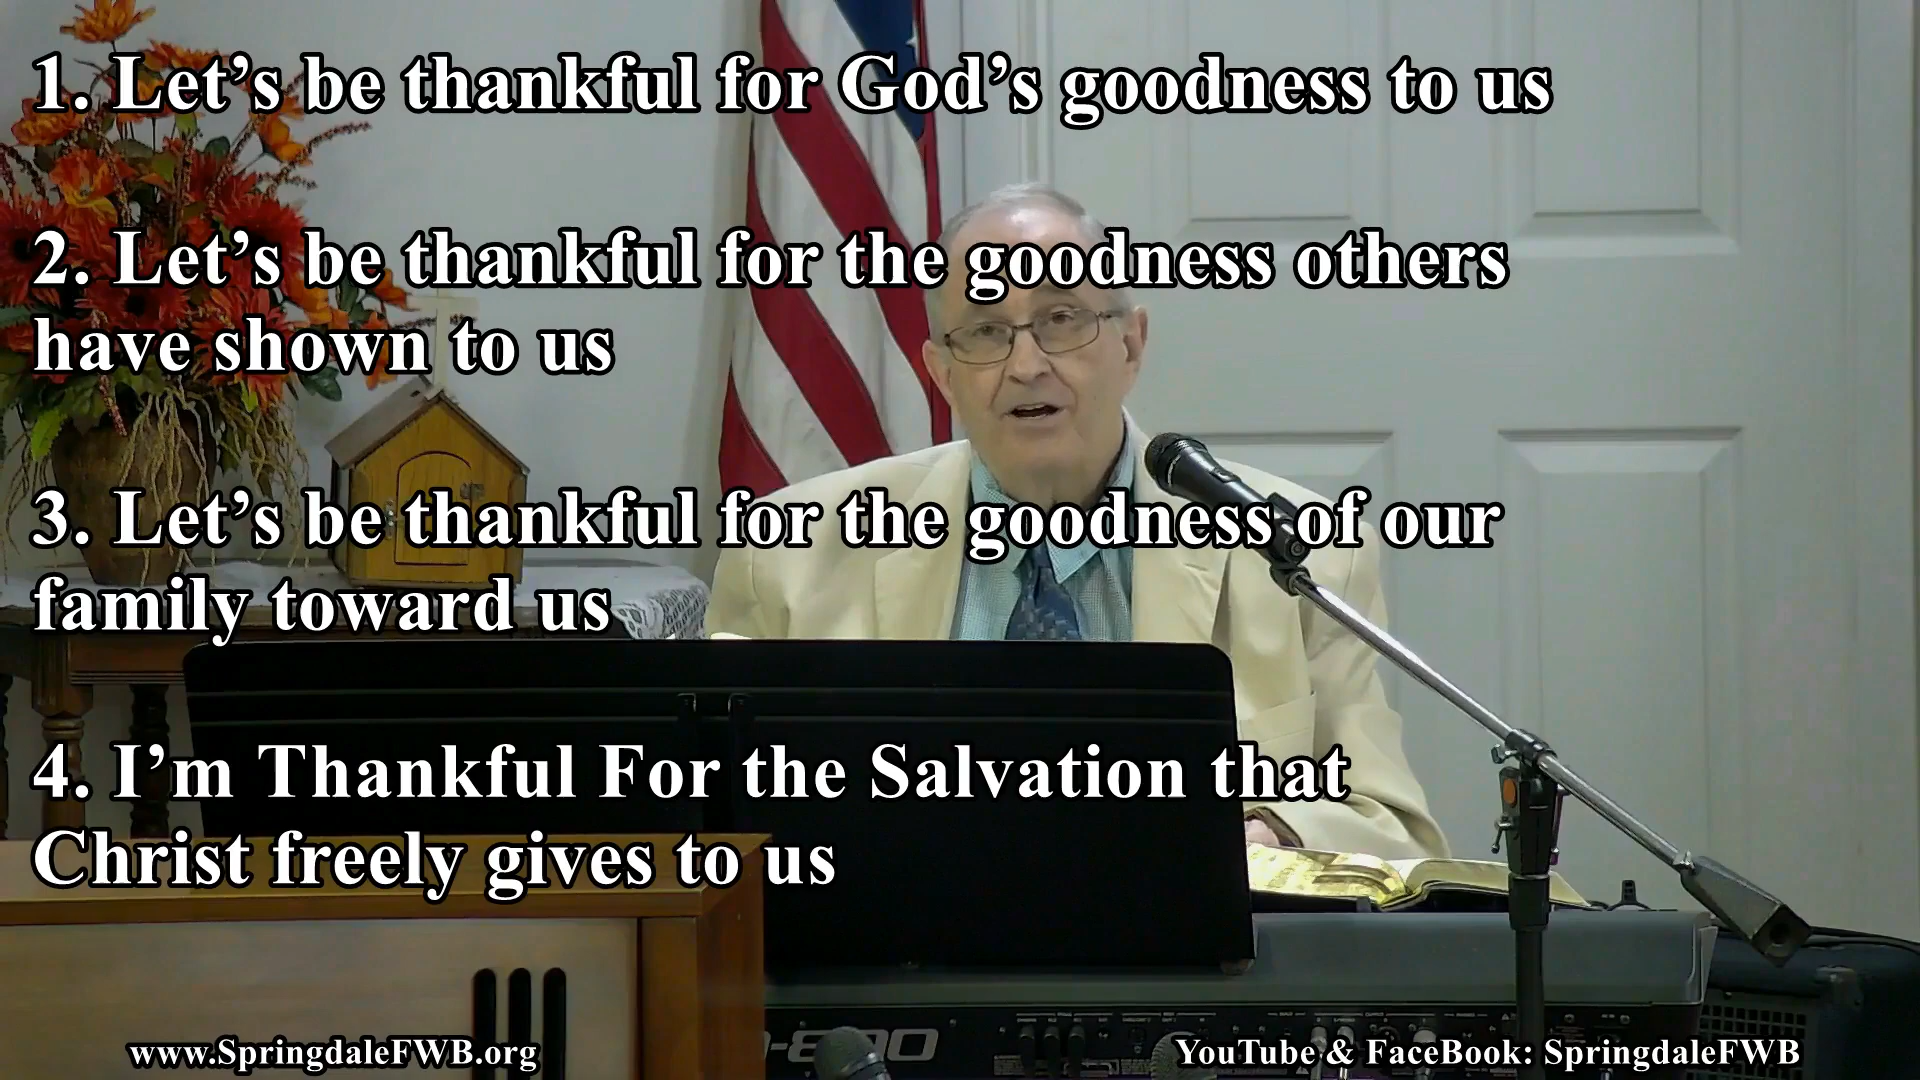 1. Let’s be thankful for God’s goodness to us
2. Let’s be thankful for the goodness others
have shown to us
3. Let’s be thankful for the goodness of our
family toward us
4. I’m Thankful For the Salvation that
Christ freely gives to us
-800
www.SpringdaleFWB.org
YouTube & FaceBook: SpringdaleFWB